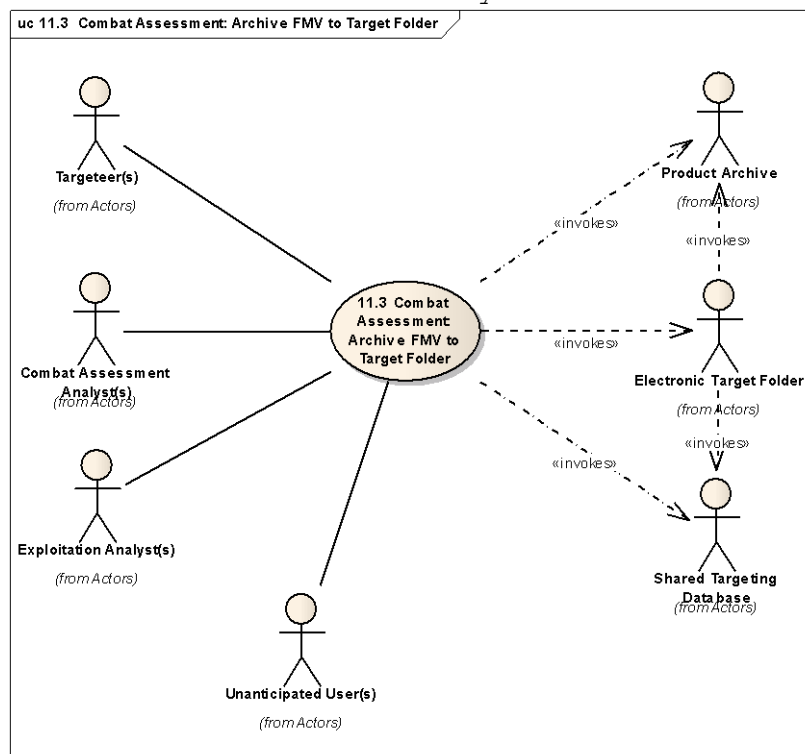 uc 11.3 Combat Assessment: Archive FMV to Target Folder
Targeteer(s)
(from Actors)
Product Archive
(from Actors)
«invokes»
«invokes»
11.3 Combat
Assessment:
Archive FMV to
Target Folder
Combat Assessment
Analyst(s)
(from Actors)
«invokes»
Electronic Target Folder
(from Actors)
«invokes»
«invokes»
Exploitation Analyst(s)
(from Actors)
Shared Targeting
Database
(from Actors)
Unanticipated User(s)
(from Actors)